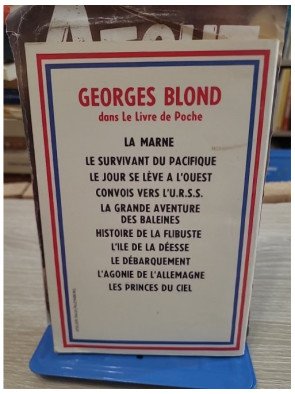 GEORGES BLOND
dans Le Livre de Poche
LA MARNE
LE SURVIVANT DU PACIFIQUE
LE JOUR SE LÈVE A L'OUEST
CONVOIS VERS L'U.R.S.S.
LA GRANDE AVENTURE
DES BALEINES
HISTOIRE DE LA FLIBUSTE
L'ILE DE LA DÉESSE
LE DÉBARQUEMENT
L'AGONIE DE L'ALLEMAGNE
LES PRINCES DU CIEL